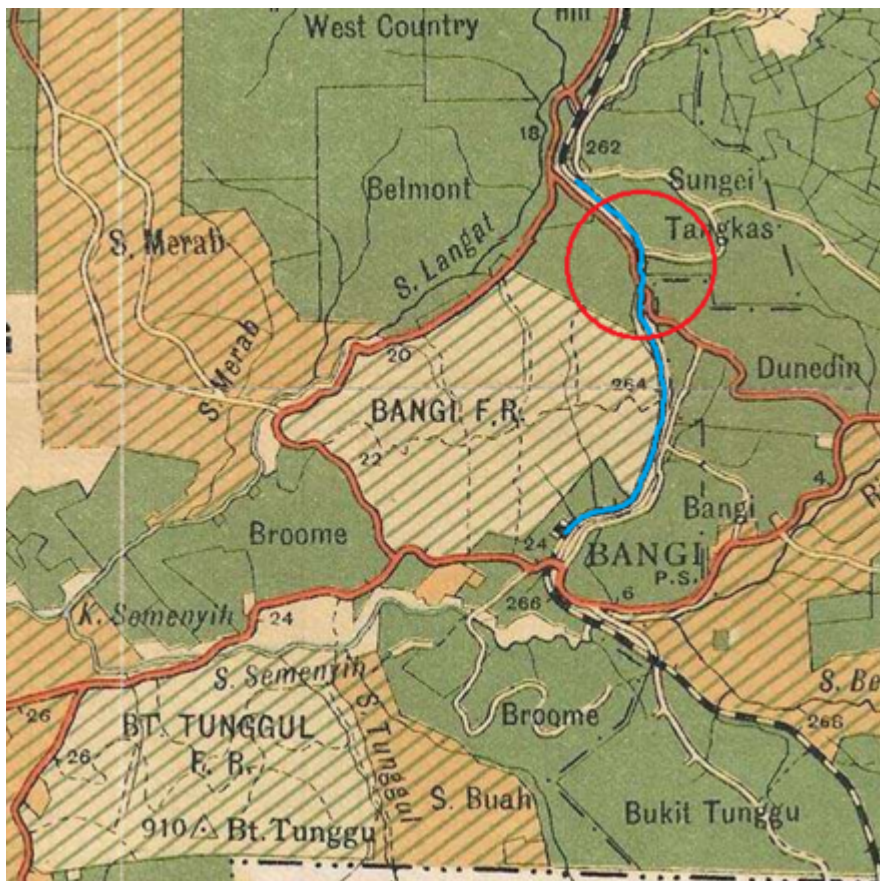 Hill
West Country
18
262
Belmont
Sungei
Tangkas
S. Merab
S. Langat
20
S. Merab
264
Dunedin
BANGI F.R.
22
4
Bangi
Broome
24
BANGI
P.S.
6
266
K. Semenyih
24
S. Semenyih
S. Be
26
BT. TUNGGUL
F. R.
26
S. Tunggul
Broome
268
S. Buah
Bukit Tunggu
910 Bt. Tunggu